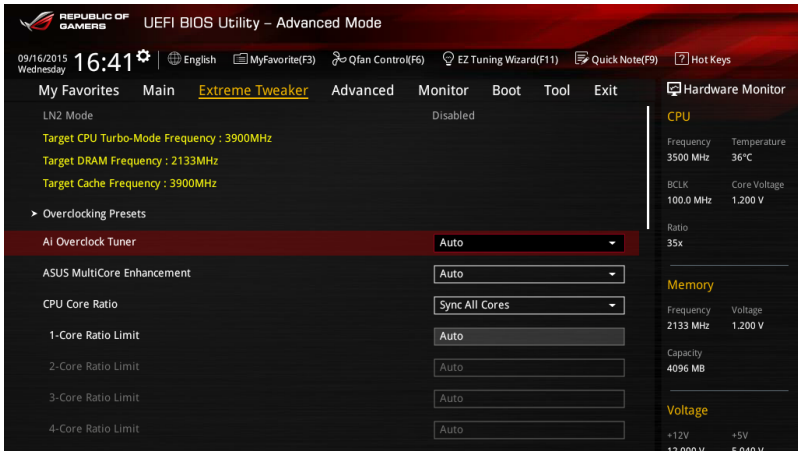 REPUBLIC OF
GAMERS
UEFI BIOS Utility – Advanced Mode
09/16/2015
Wednesday
16:41
English
MyFavorite(F3)
Qfan Control(F6)
EZ Tuning Wizard(F11)
Quick Note(F9)
? Hot Keys
My Favorites Main Extreme Tweaker Advanced Monitor Boot Tool Exit
Hardware Monitor
LN2 Mode Disabled
Target CPU Turbo-Mode Frequency : 3900MHz
Target DRAM Frequency : 2133MHz
Target Cache Frequency : 3900MHz
Overclocking Presets
Ai Overclock Tuner Auto
ASUS MultiCore Enhancement Auto
CPU Core Ratio Sync All Cores
1-Core Ratio Limit Auto
2-Core Ratio Limit Auto
3-Core Ratio Limit Auto
4-Core Ratio Limit Auto
CPU
Frequency Temperature
3500 MHz 36°C
BCLK Core Voltage
100.0 MHz 1.200 V
Ratio
35x
Memory
Frequency Voltage
2133 MHz 1.200 V
Capacity
4096 MB
Voltage
+12V +5V
12.000 V 5.040 V